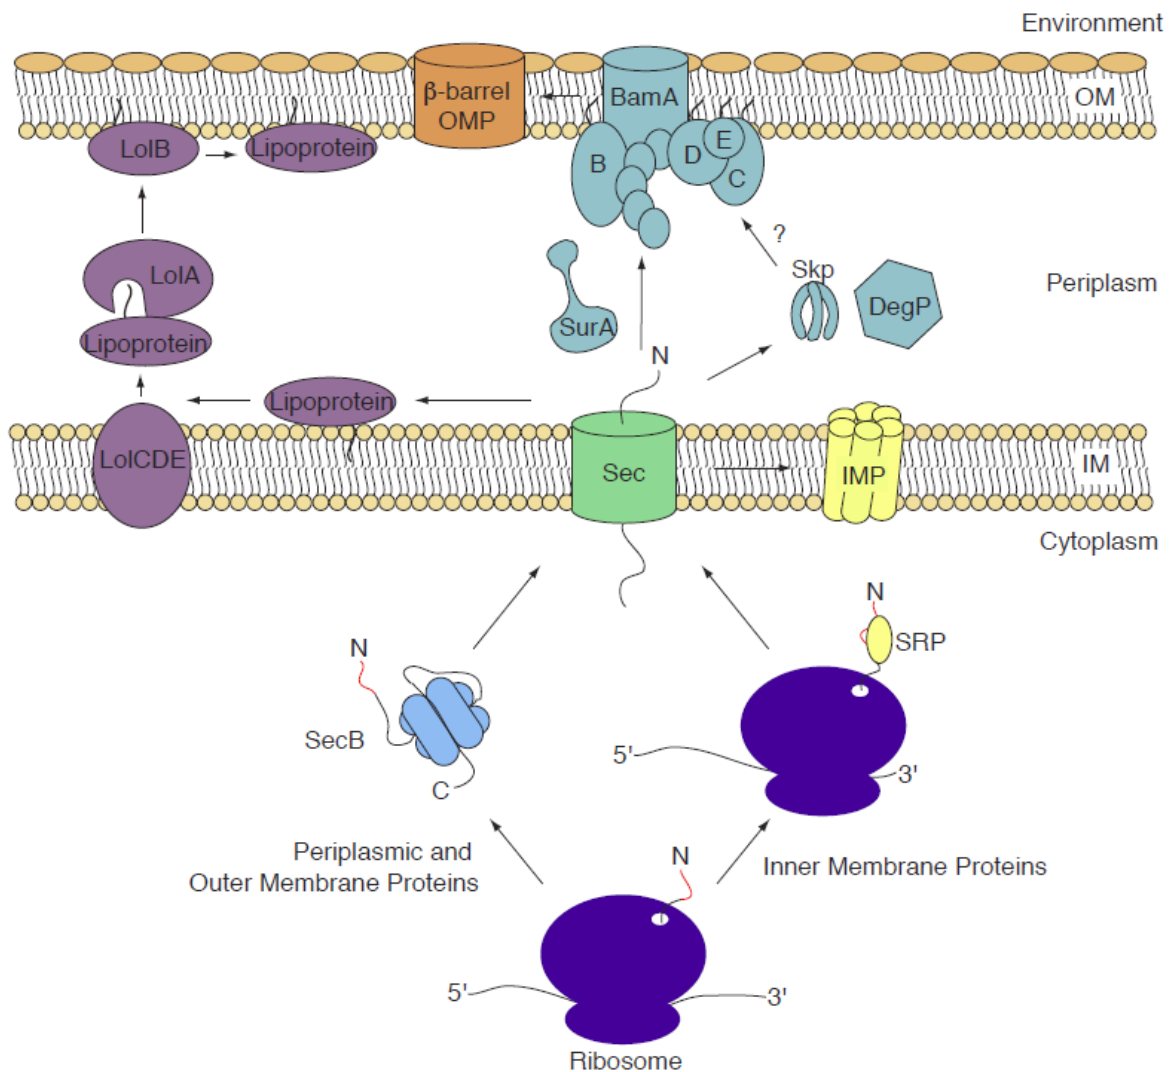 Environment
β-barrel
OMP
BamA
OM
LolB
Lipoprotein
B
D
E
C
?
LolA
Lipoprotein
Skp
Periplasm
SurA
DegP
N
Lipoprotein
LolCDE
Sec
IMP
IM
Cytoplasm
N
SRP
N
SecB
C
5'
3'
Periplasmic and
Outer Membrane Proteins
Inner Membrane Proteins
N
5'
3'
Ribosome